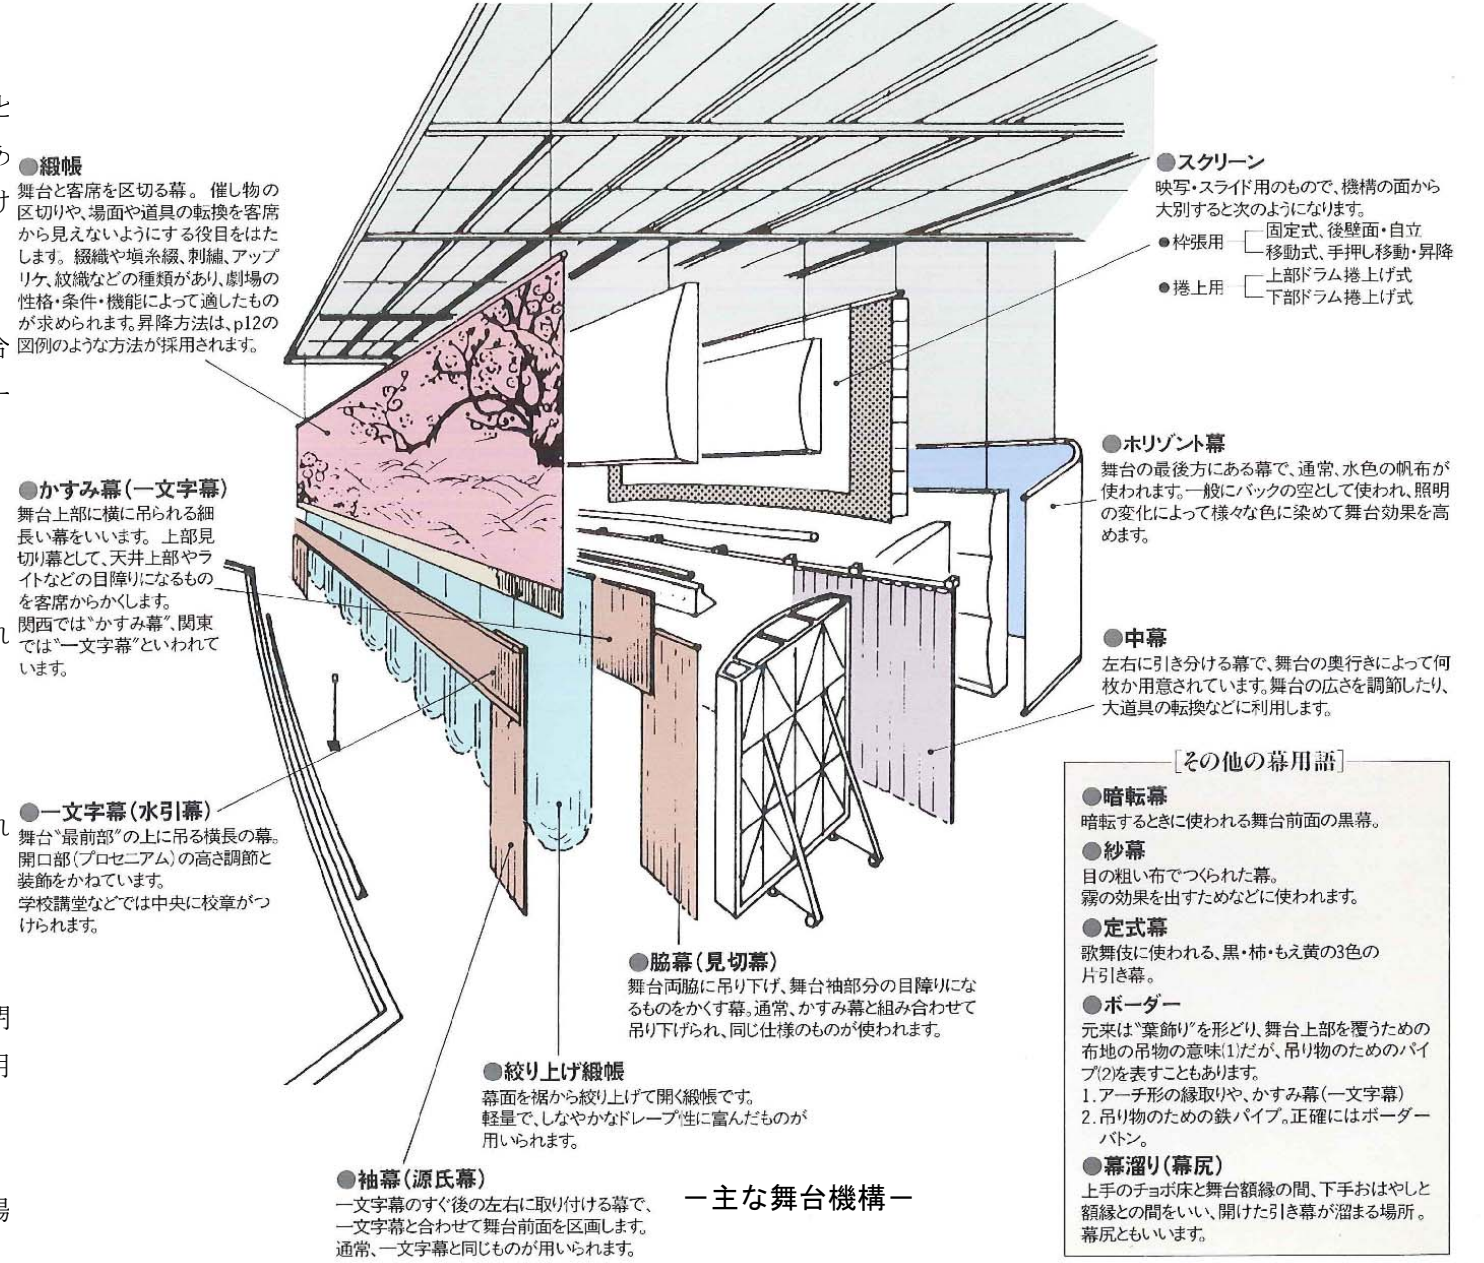 ●緞帳
舞台と客席を区切る幕。催し物の
区切りや、場面や道具の転換を客席
から見えないようにする役目をはた
します。綴織や塡糸綴、刺繡、アップ
リケ、紋織などの種類があり、劇場の
性格・条件・機能によって適したもの
が求められます。昇降方法は、p12の
図例のような方法が採用されます。
●かすみ幕(一文字幕)
舞台上部に横に吊られる細
長い幕をいいます。上部見
切り幕として、天井上部やラ
イトなどの目障りになるもの
を客席からかくします。
関西では“かすみ幕”、関東
では“一文字幕”といわれて
います。
●一文字幕(水引幕)
舞台“最前部”の上に吊る横長の幕。
開口部(プロセニアム)の高さ調節と
装飾をかねています。
学校講堂などでは中央に校章がつ
けられます。
●袖幕(源氏幕)
一文字幕のすぐ後の左右に取り付ける幕で、
一文字幕と合わせて舞台前面を区画します。
通常、一文字幕と同じものが用いられます。
●絞り上げ緞帳
幕面を裾から絞り上げて開く緞帳です。
軽量で、しなやかなドレープ性に富んだものが
用いられます。
●脇幕(見切幕)
舞台両脇に吊り下げ、舞台袖部分の目障りにな
るものをかくす幕。通常、かすみ幕と組み合わせて
吊り下げられ、同じ仕様のものが使われます。
●スクリーン
映写・スライド用のもので、機構の面から
大別すると次のようになります。
●枠張用
固定式、後壁面・自立
移動式、手押し移動・昇降
●捲上用
上部ドラム捲上げ式
下部ドラム捲上げ式
●ホリゾント幕
舞台の最後方にある幕で、通常、水色の帆布が
使われます。一般にバックの空として使われ、照明
の変化によって様々な色に染めて舞台効果を高
めます。
●中幕
左右に引き分ける幕で、舞台の奥行きによって何
枚か用意されています。舞台の広さを調節したり、
大道具の転換などに利用します。
[その他の幕用語]
●暗転幕
暗転するときに使われる舞台前面の黒幕。
●紗幕
目の粗い布でつくられた幕。
霧の効果を出すためなどに使われます。
●定式幕
歌舞伎に使われる、黒・柿・もえ黄の3色の
片引き幕。
●ボーダー
元来は“葉飾り”を形どり、舞台上部を覆うための
布地の吊物の意味(1)だが、吊り物のためのパイ
プ(2)を表すこともあります。
1.アーチ形の縁取りや、かすみ幕(一文字幕)
2.吊り物のための鉄パイプ。正確にはボーダー
バトン。
●幕溜り(幕尻)
上手のチョボ床と舞台額縁の間、下手おはやしと
額縁との間をいい、開けた引き幕が溜まる場所。
幕尻ともいいます。
－主な舞台機構－